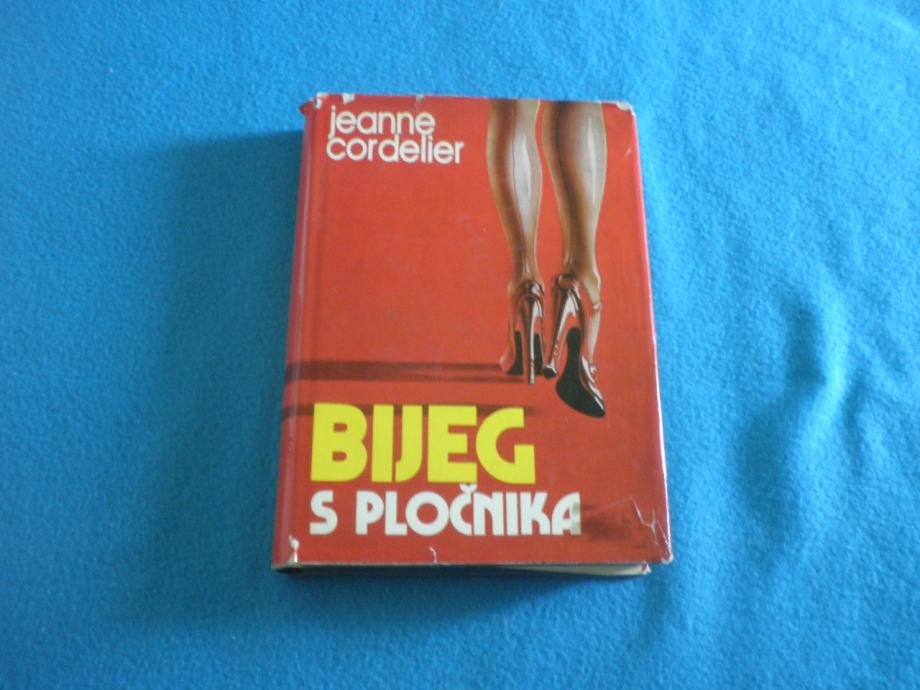 jeanne
cordelier
BIJEG
S PLOČNIKA